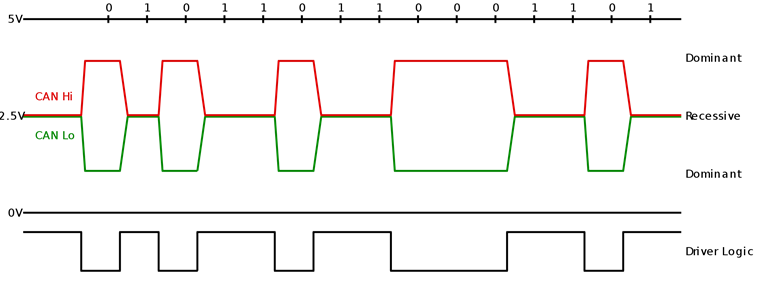 0 1 0 1 1 0 1 1 0 0 0 1 1 0 1
5V
Dominant
CAN Hi
2.5V
Recessive
CAN Lo
Dominant
0V
Driver Logic